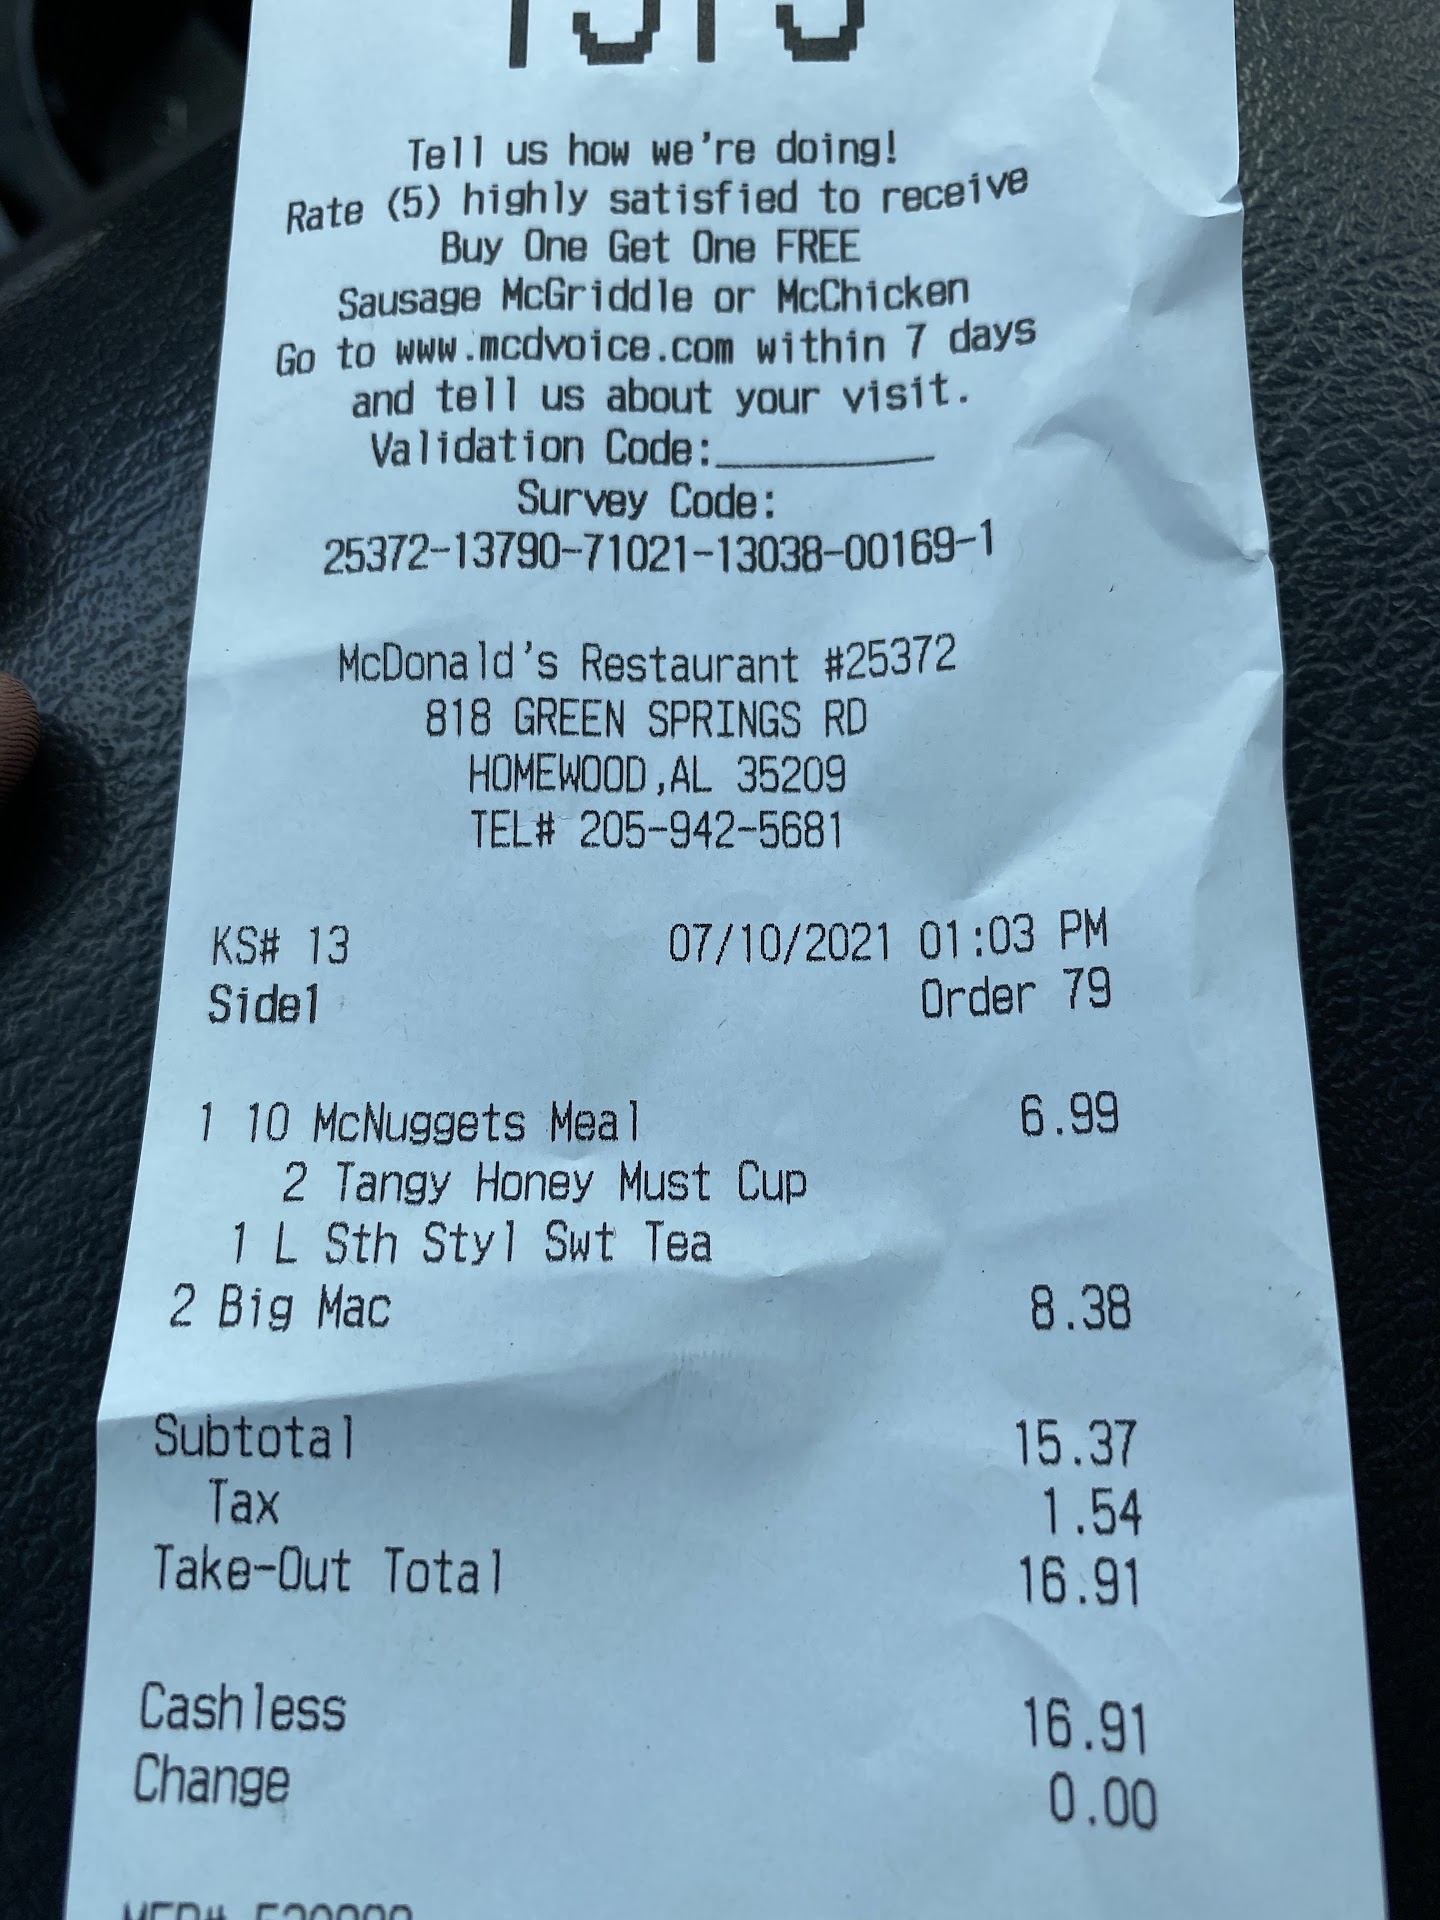 Tell us how we're doing!
Rate (5) highly satisfied to receive
Buy One Get One FREE
Sausage McGriddle or McChicken
Go to www.mcdvoice.com within 7 days
and tell us about your visit.
Validation Code:_________
Survey Code:
25372-13790-71021-13038-00169-1
McDonald's Restaurant #25372
818 GREEN SPRINGS RD
HOMEWOOD,AL 35209
TEL# 205-942-5681
KS# 13 07/10/2021 01:03 PM
Side1 Order 79
1 10 McNuggets Meal 6.99
2 Tangy Honey Must Cup
1 L Sth Styl Swt Tea
2 Big Mac 8.38
Subtotal 15.37
Tax 1.54
Take-Out Total 16.91
Cashless 16.91
Change 0.00